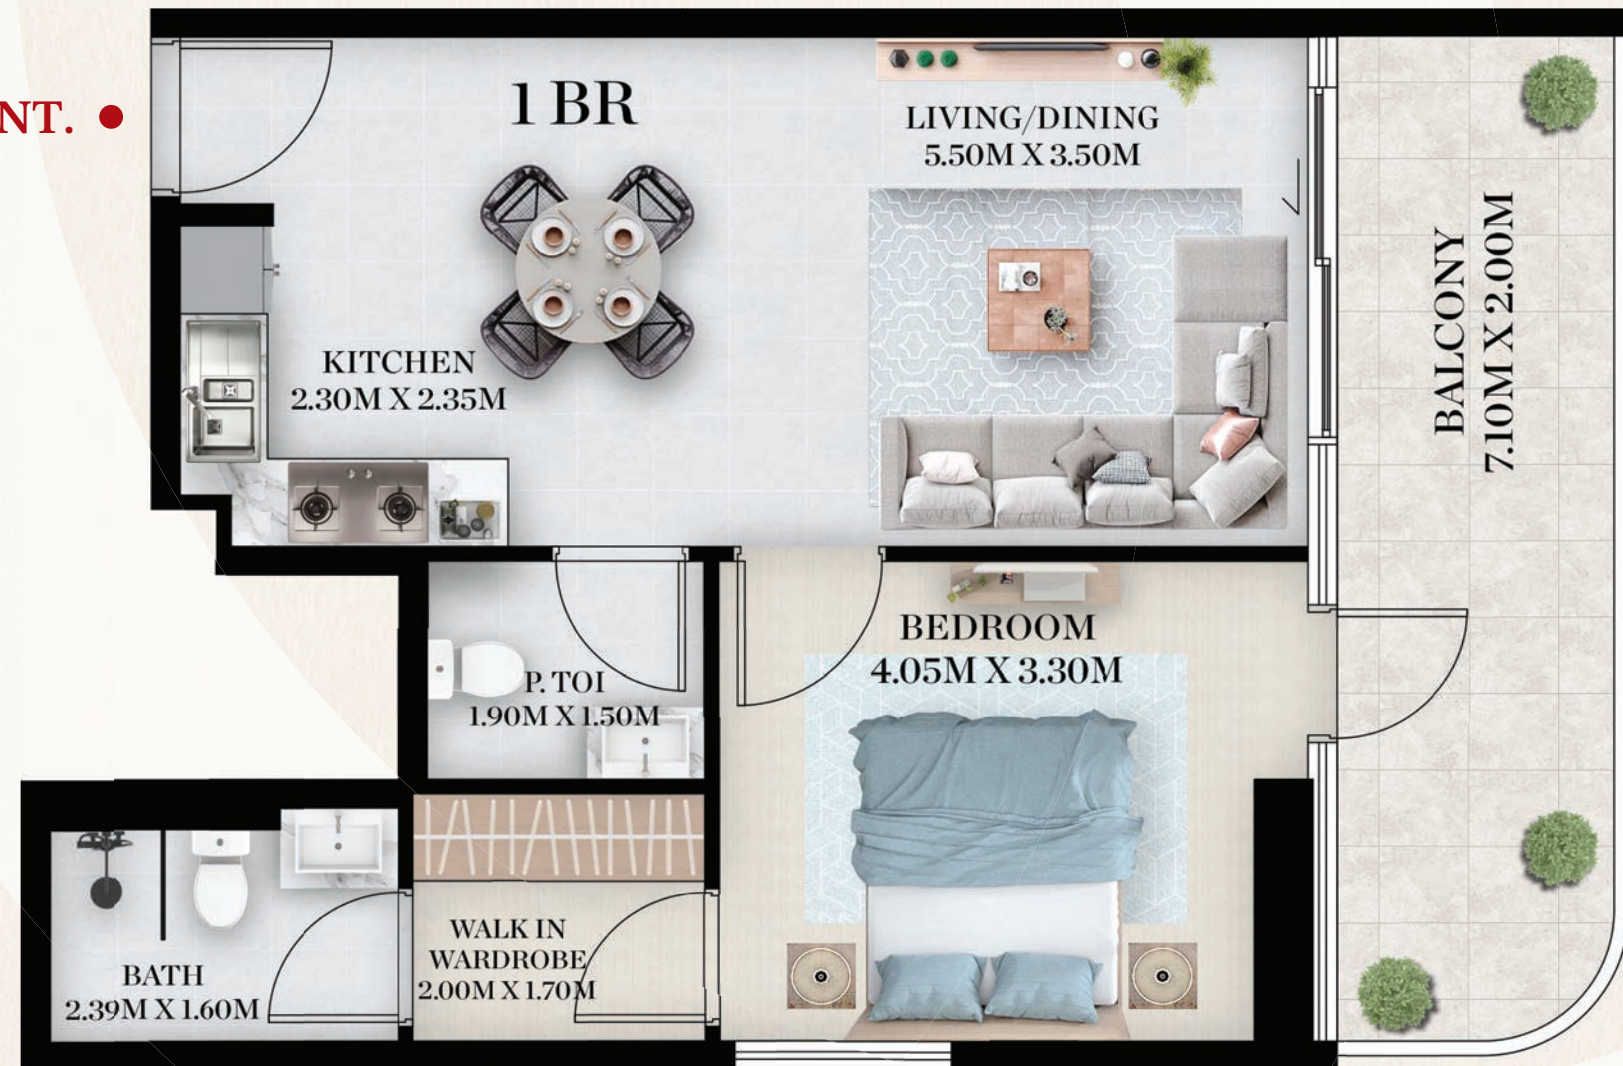 NT.
1 BR
LIVING/DINING
5.50M X 3.50M
KITCHEN
2.30M X 2.35M
BALCONY
7.10M X 2.00M
BEDROOM
4.05M X 3.30M
P. TOI
1.90M X 1.50M
WALK IN
WARDROBE
2.00M X 1.70M
BATH
2.39M X 1.60M